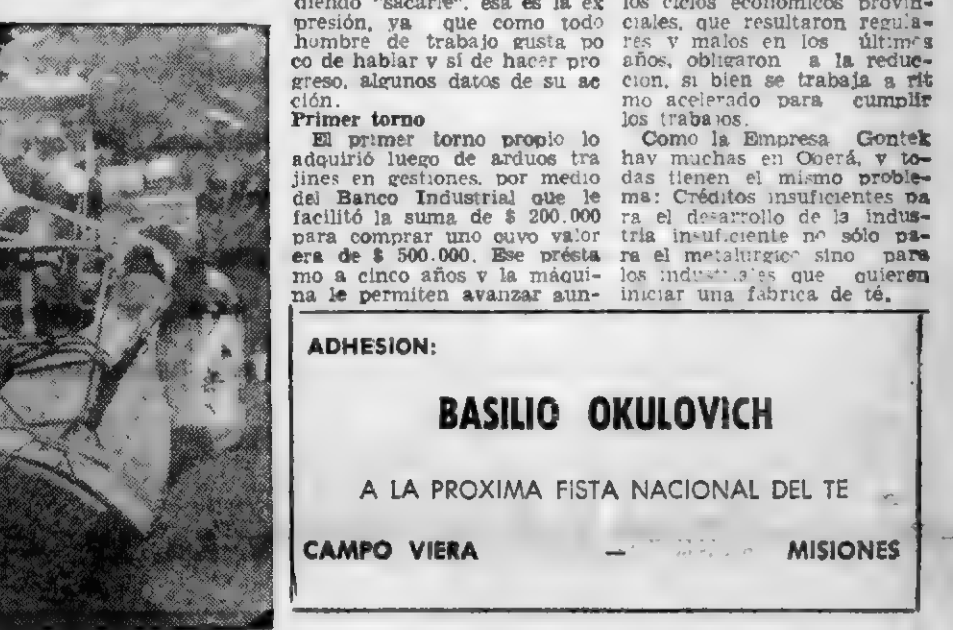 diendo "sacarle", esa es la ex
presión, ya que como todo
hombre de trabajo gusta po
co de hablar y sí de hacer pro
greso, algunos datos de su ac
ción.
Primer torno
El primer torno propio lo
adquirió luego de arduos tra
jines en gestiones, por medio
del Banco Industrial que le
facilitó la suma de $ 200.000
para comprar uno cuyo valor
era de $ 500.000. Ese présta
mo a cinco años y la máqui-
na le permiten avanzar aun-
los ciclos económicos provin-
ciales, que resultaron regula-
res y malos en los últimos
años, obligaron a la reduc-
cion, si bien se trabaja a rit
mo acelerado para cumplir
los trabajos.
Como la Empresa Gontek
hay muchas en Oberá, y to-
das tienen el mismo proble-
ma: Créditos insuficientes pa
ra el desarrollo de la indus-
tria insuficiente no sólo pa-
ra el metalurgico sino para
los industriales que quieren
iniciar una fabrica de té.
ADHESION:
BASILIO OKULOVICH
A LA PROXIMA FISTA NACIONAL DEL TE
CAMPO VIERA — MISIONES